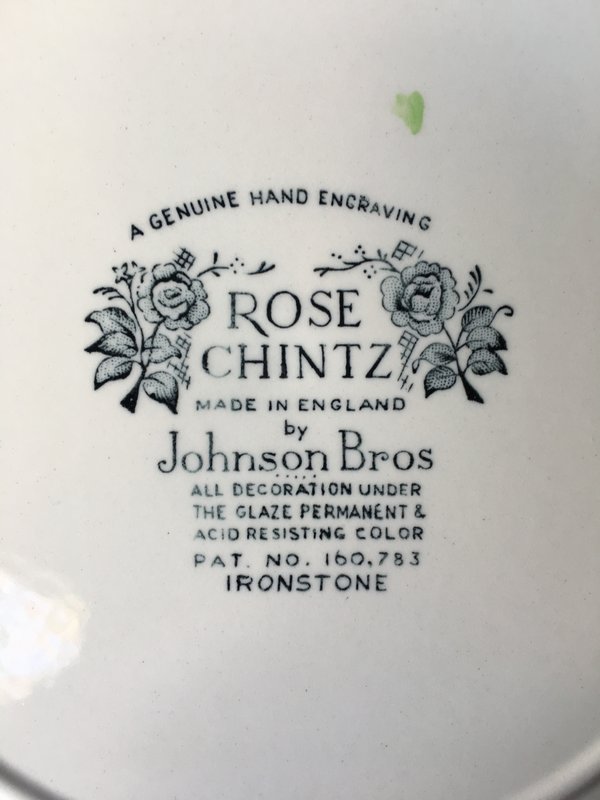 A GENUINE HAND ENGRAVING
ROSE
CHINTZ
MADE IN ENGLAND
by
Johnson Bros
ALL DECORATION UNDER
THE GLAZE PERMANENT &
ACID RESISTING COLOR
PAT. NO. 160,783
IRONSTONE